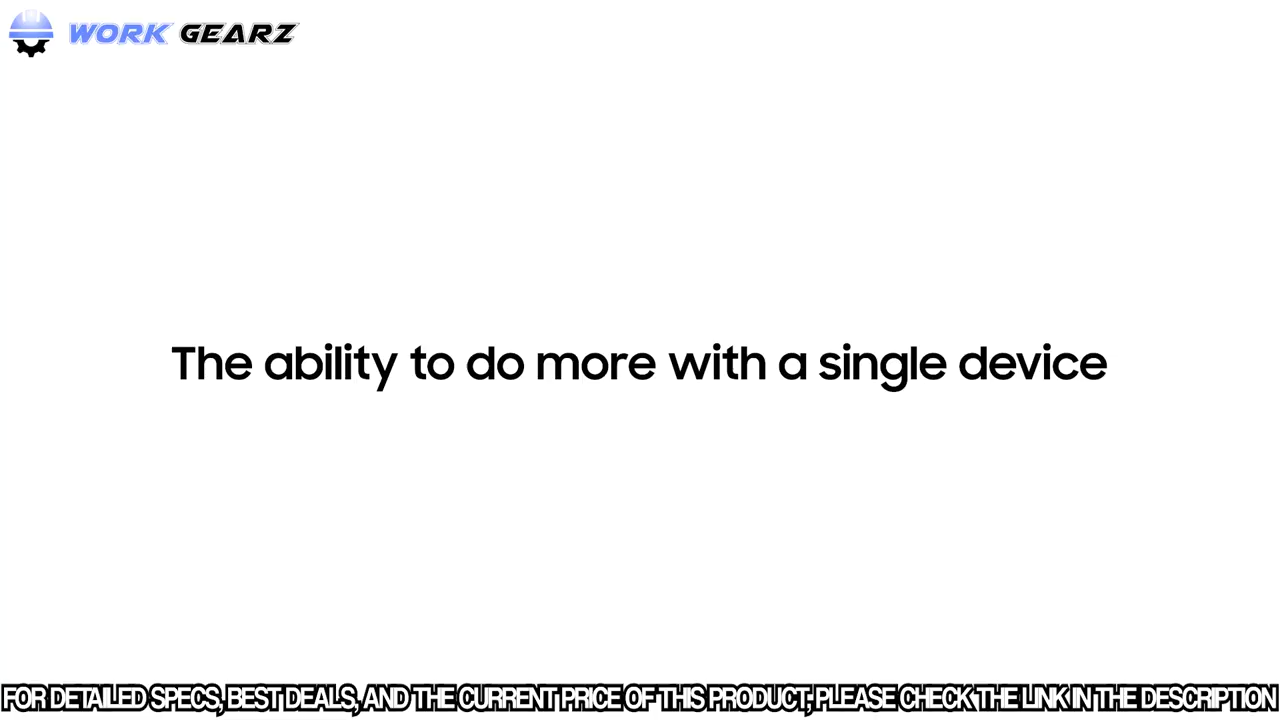 WORK GEARZ
The ability to do more with a single device
FOR DETAILED SPECS, BEST DEALS, AND THE CURRENT PRICE OF THIS PRODUCT, PLEASE CHECK THE LINK IN THE DESCRIPTION